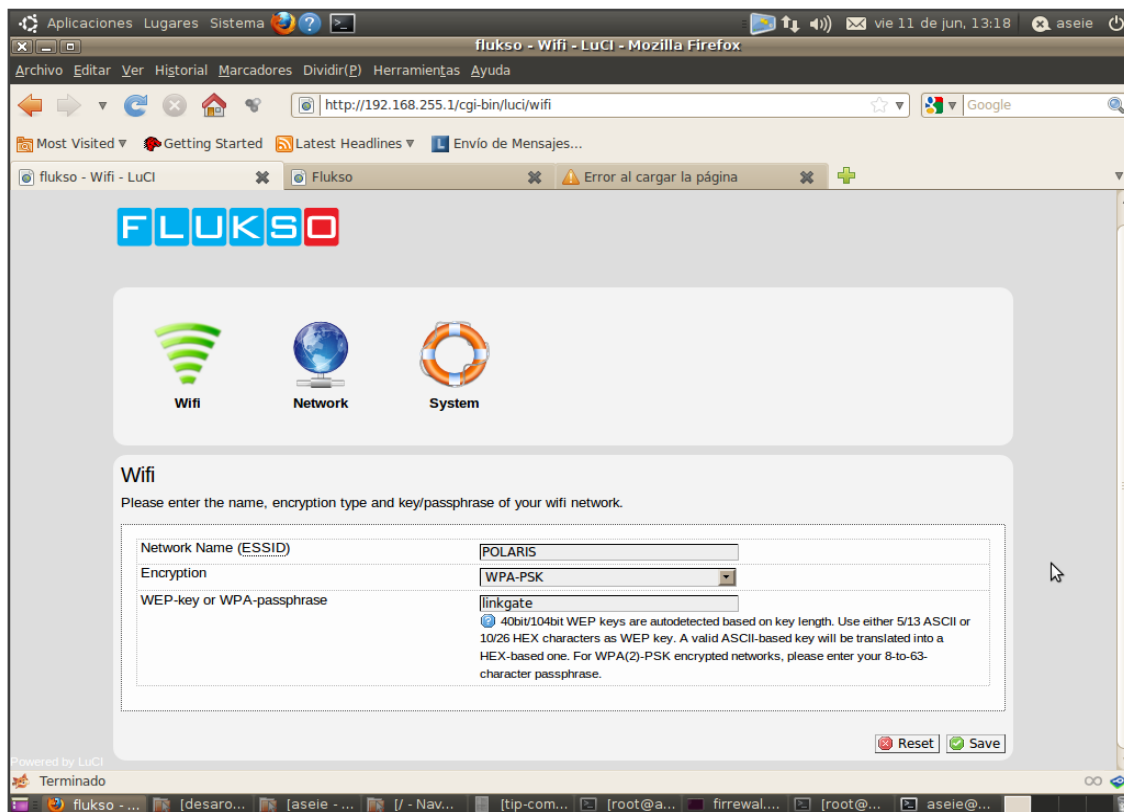 Aplicaciones Lugares Sistema vie 11 de jun, 13:18 aseie
flukso - Wifi - LuCI - Mozilla Firefox
Archivo Editar Ver Historial Marcadores Dividir(P) Herramientas Ayuda
http://192.168.255.1/cgi-bin/luci/wifi Google
Most Visited Getting Started Latest Headlines Envío de Mensajes...
flukso - Wifi - LuCI Flukso Error al cargar la página
FLUKSO
Wifi Network System
Wifi
Please enter the name, encryption type and key/passphrase of your wifi network.
Network Name (ESSID) POLARIS
Encryption WPA-PSK
WEP-key or WPA-passphrase linkgate
40bit/104bit WEP keys are autodetected based on key length. Use either 5/13 ASCII or
10/26 HEX characters as WEP key. A valid ASCII-based key will be translated into a
HEX-based one. For WPA(2)-PSK encrypted networks, please enter your 8-to-63-
character passphrase.
Reset Save
Powered by LuCI
Terminado
flukso - ... [desaro... [aseie - ... [/ - Nav... [tip-com... [root@a... firrewal.... [root@... aseie@...